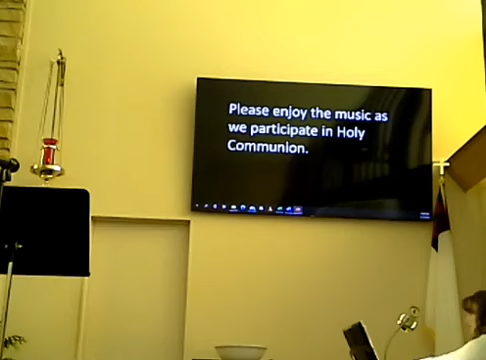 Please enjoy the music as
we participate in Holy
Communion.